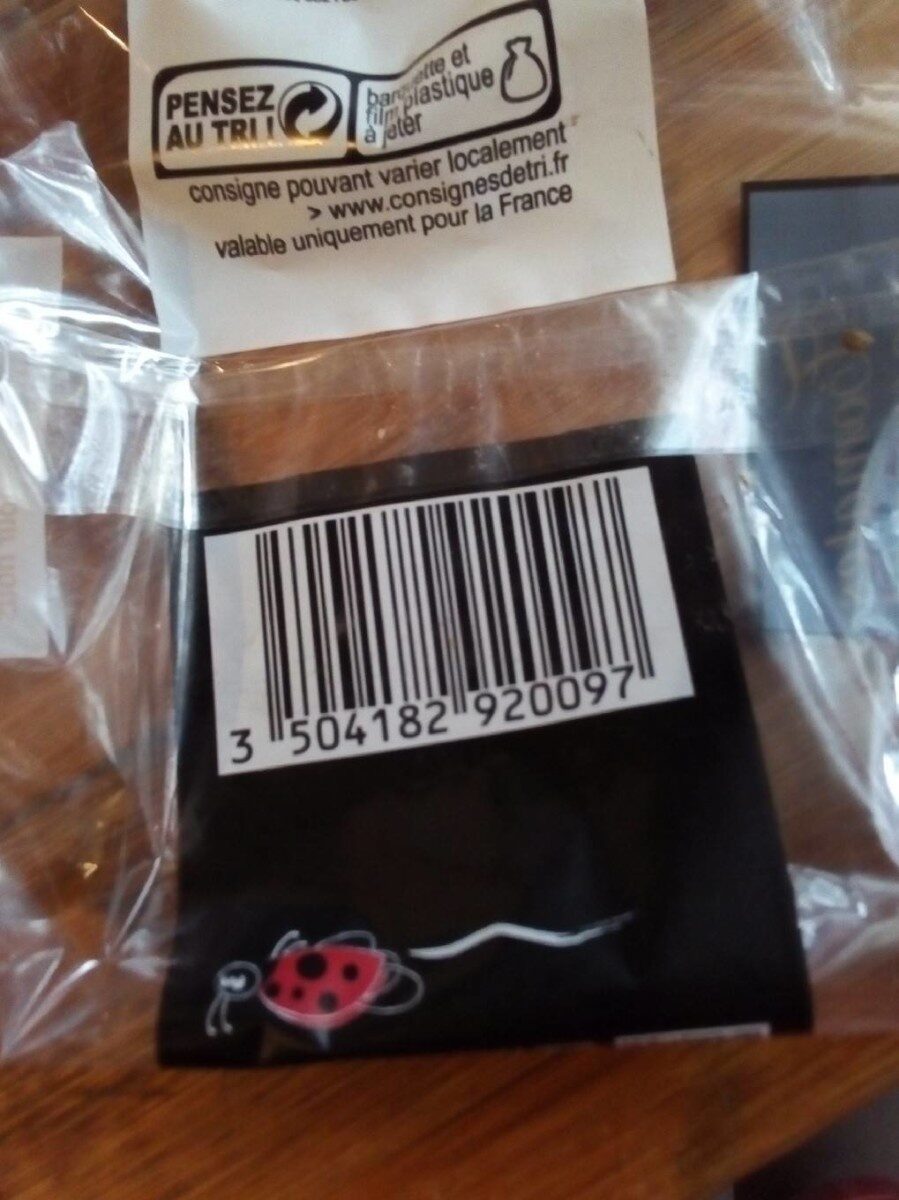 PENSEZ
AU TRI !
barquette et
film plastique
à jeter
consigne pouvant varier localement
> www.consignesdetri.fr
valable uniquement pour la France
3 504182 920097